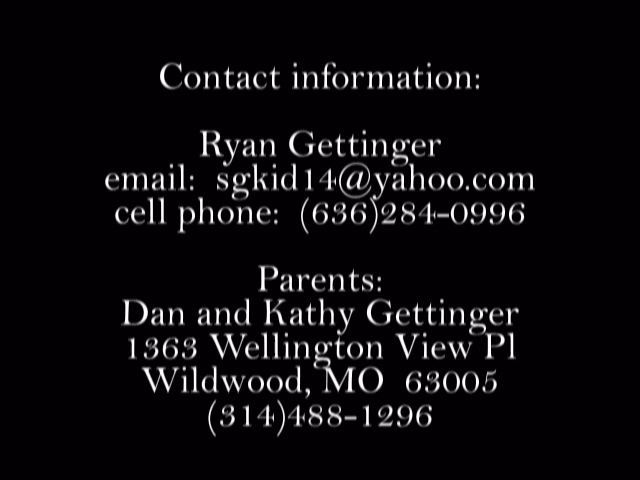 Contact information:
Ryan Gettinger
email: sgkid14@yahoo.com
cell phone: (636)284-0996
Parents:
Dan and Kathy Gettinger
1363 Wellington View Pl
Wildwood, MO 63005
(314)488-1296